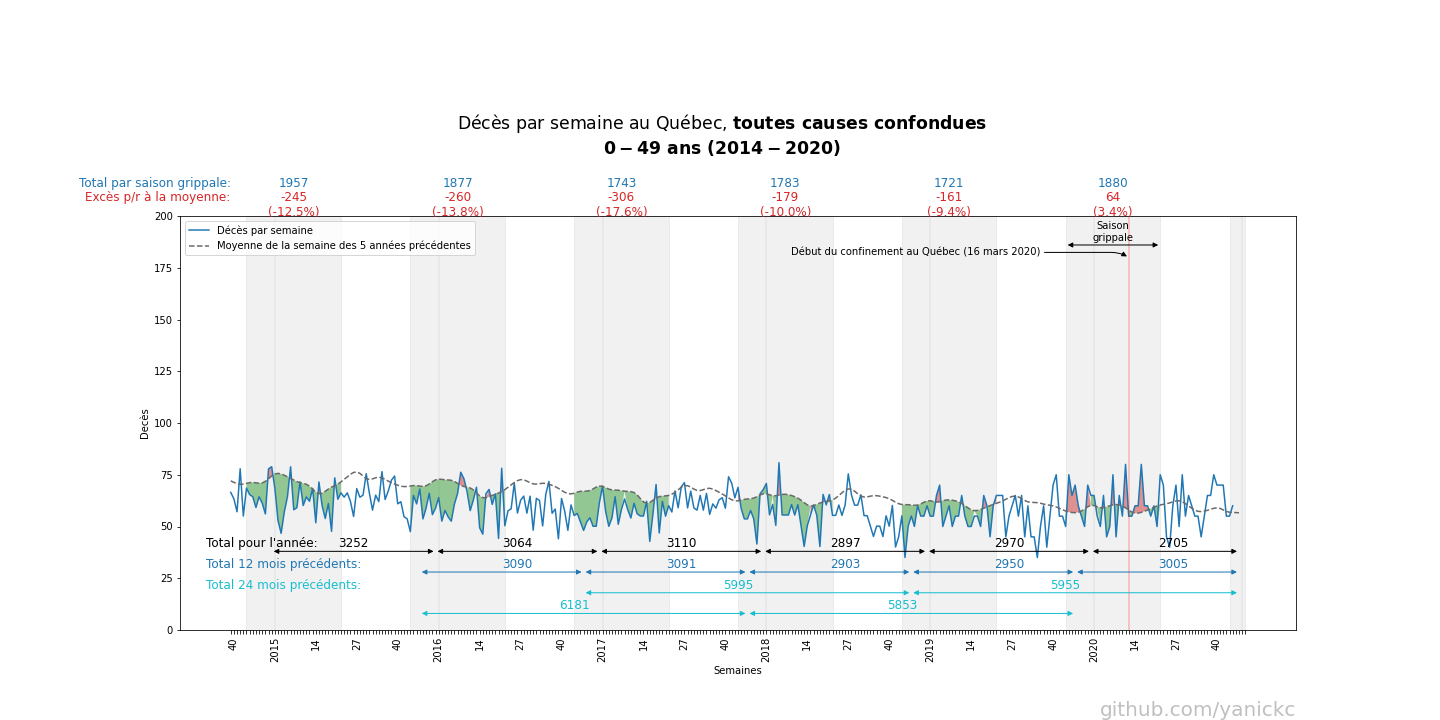 Décès par semaine au Québec, toutes causes confondues
0 – 49 ans (2014 – 2020)
Total par saison grippale: 1957 1877 1743 1783 1721 1880
Excès p/r à la moyenne: -245 -260 -306 -179 -161 64
(-12.5%) (-13.8%) (-17.6%) (-10.0%) (-9.4%) (3.4%)
200
Décès par semaine
Moyenne de la semaine des 5 années précédentes
Saison
grippale
Début du confinement au Québec (16 mars 2020)
175
150
125
100
Decès
75
50
Total pour l'année: 3252 3064 3110 2897 2970 2705
Total 12 mois précédents: 3090 3091 2903 2950 3005
25
Total 24 mois précédents: 5995 5955
6181 5853
0
40 2015 14 27 40 2016 14 27 40 2017 14 27 40 2018 14 27 40 2019 14 27 40 2020 14 27 40
Semaines
github.com/yanickc